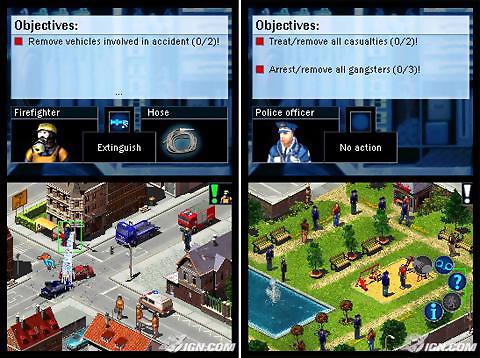 Objectives:
Remove vehicles involved in accident (0/2)!
...
Firefighter
Hose
Extinguish
!
IGN.COM
Objectives:
Treat/remove all casualties (0/2)!
Arrest/remove all gangsters (0/3)!
Police officer
No action
!
?
i
IGN.COM